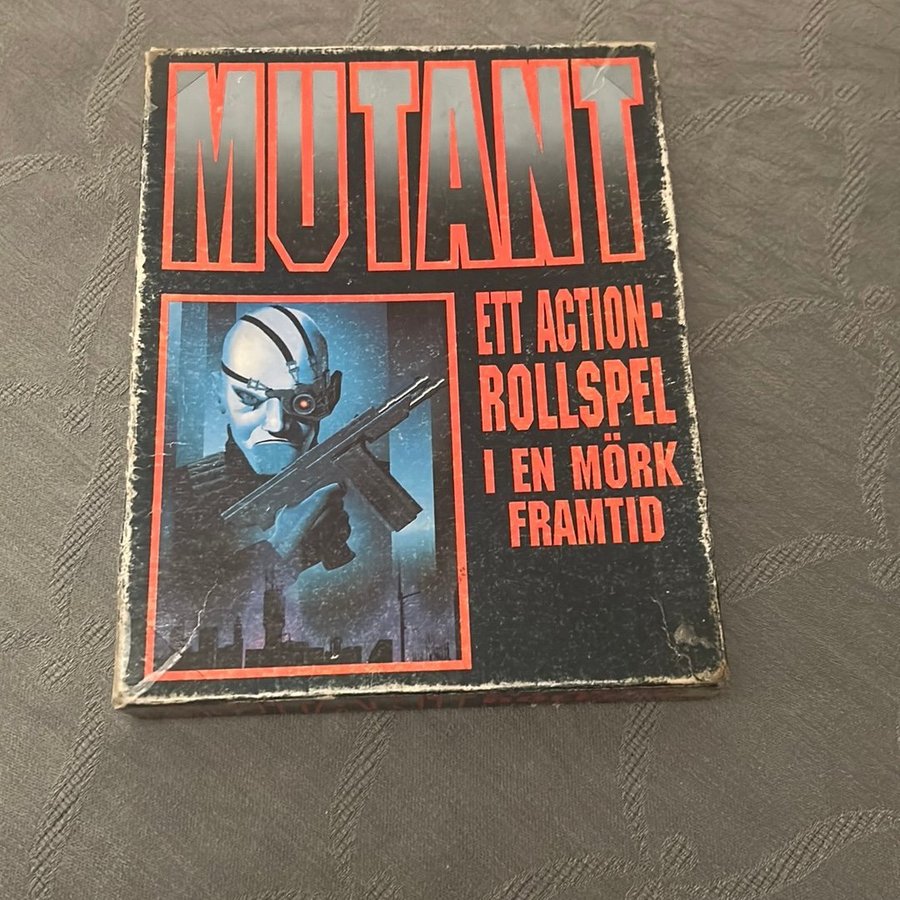 MUTANT
ETT ACTION-
ROLLSPEL
I EN MÖRK
FRAMTID